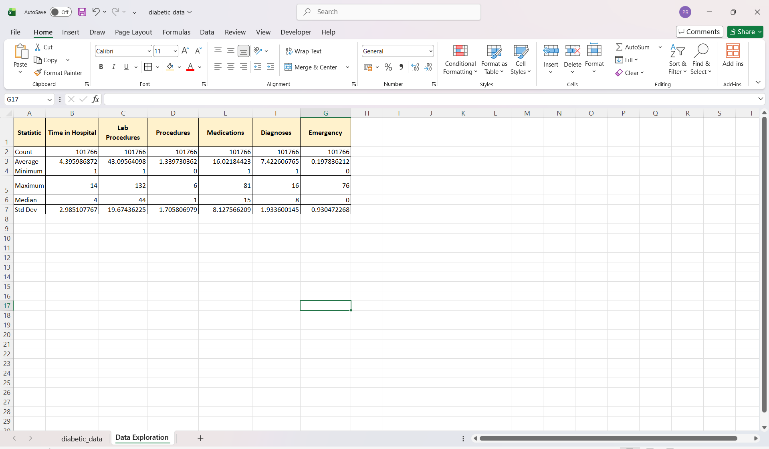 AutoSave Off diabetic_data Search FR
File Home Insert Draw Page Layout Formulas Data Review View Developer Help Comments Share
Paste Cut Copy Format Painter Calibri 11 B I U Wrap Text Merge & Center General Conditional Formatting Format as Table Cell Styles Insert Delete Format AutoSum Fill Clear Sort & Filter Find & Select Add-ins
Clipboard Font Alignment Number Styles Cells Editing Add-ins
G17 fx
A B C D E F G H I J K L M N O P Q R S T
1 Statistic Time in Hospital Lab Procedures Procedures Medications Diagnoses Emergency
2 Count 101766 101766 101766 101766 101766 101766
3 Average 4.395986872 43.09564098 1.339730362 16.02184423 7.422606765 0.197836212
4 Minimum 1 1 0 1 1 0
5 Maximum 14 132 6 81 16 76
6 Median 4 44 1 15 8 0
7 Std Dev 2.985107767 19.67436225 1.705806979 8.127566209 1.933600145 0.930472268
8
9
10
11
12
13
14
15
16
17
18
19
20
21
22
23
24
25
26
27
28
29
diabetic_data Data Exploration